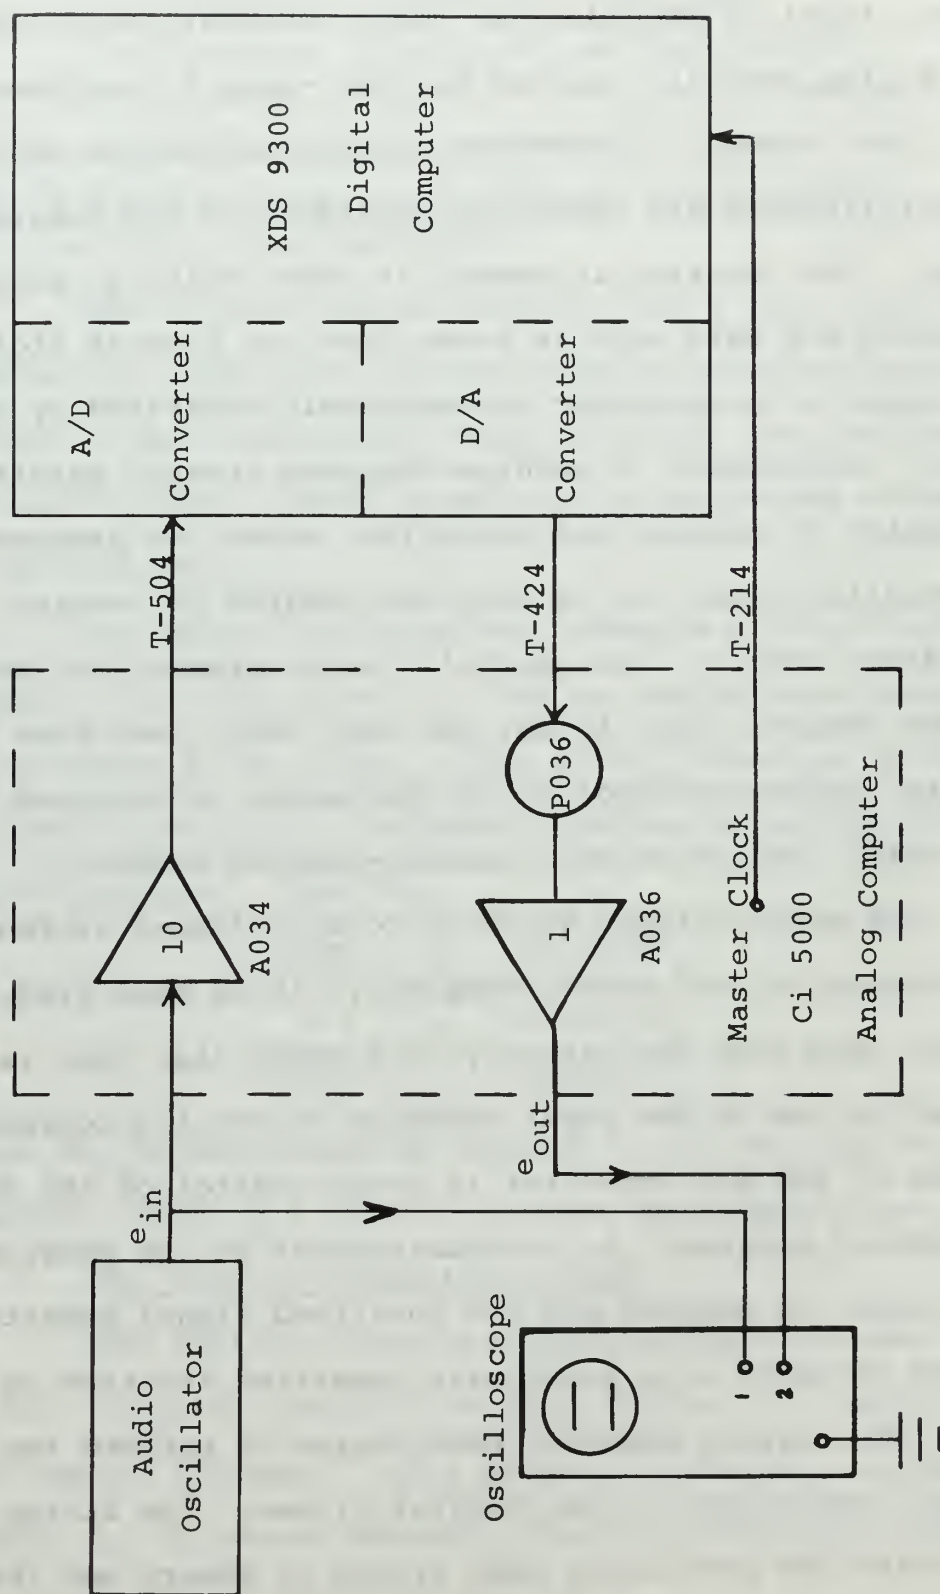 Audio
Oscillator
e_in
10
A034
T-504
A/D
Converter
XDS 9300
Digital
Computer
D/A
Converter
T-424
P036
1
A036
e_out
Master Clock
Ci 5000
T-214
Analog Computer
Oscilloscope
1
2